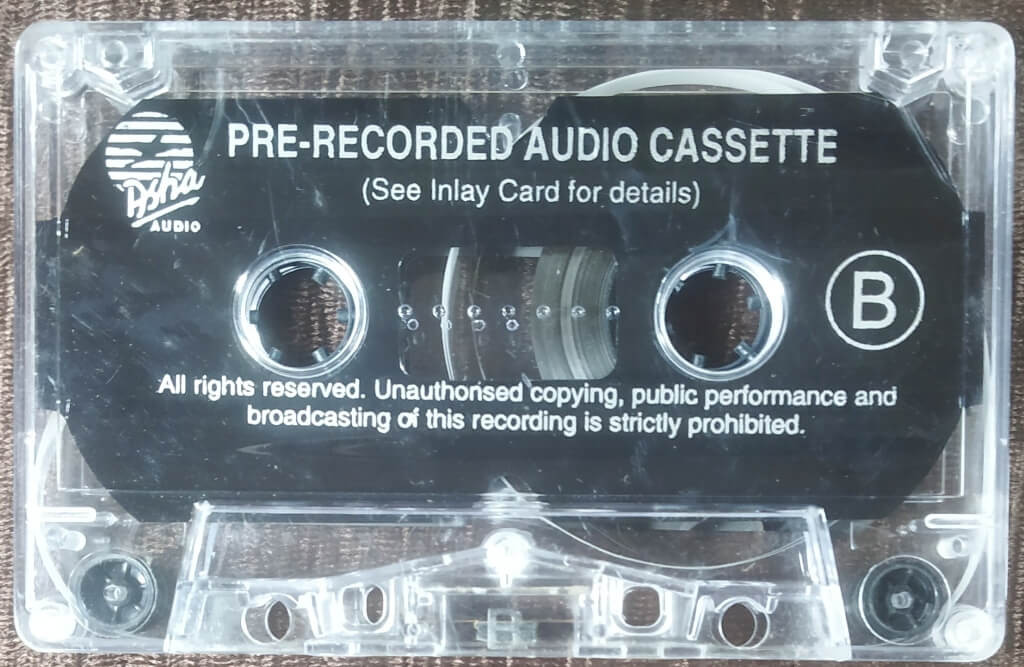 Asha
AUDIO
PRE-RECORDED AUDIO CASSETTE
(See Inlay Card for details)
B
All rights reserved. Unauthorised copying, public performance and
broadcasting of this recording is strictly prohibited.